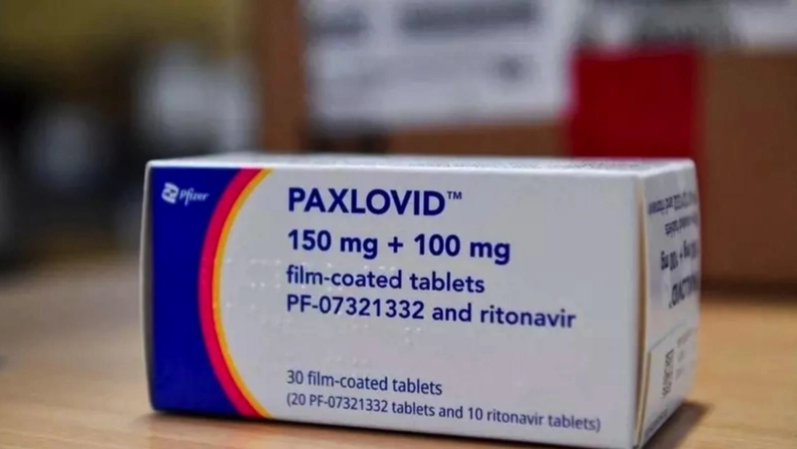 Pfizer
PAXLOVID™
150 mg + 100 mg
film-coated tablets
PF-07321332 and ritonavir
30 film-coated tablets
(20 PF-07321332 tablets and 10 ritonavir tablets)